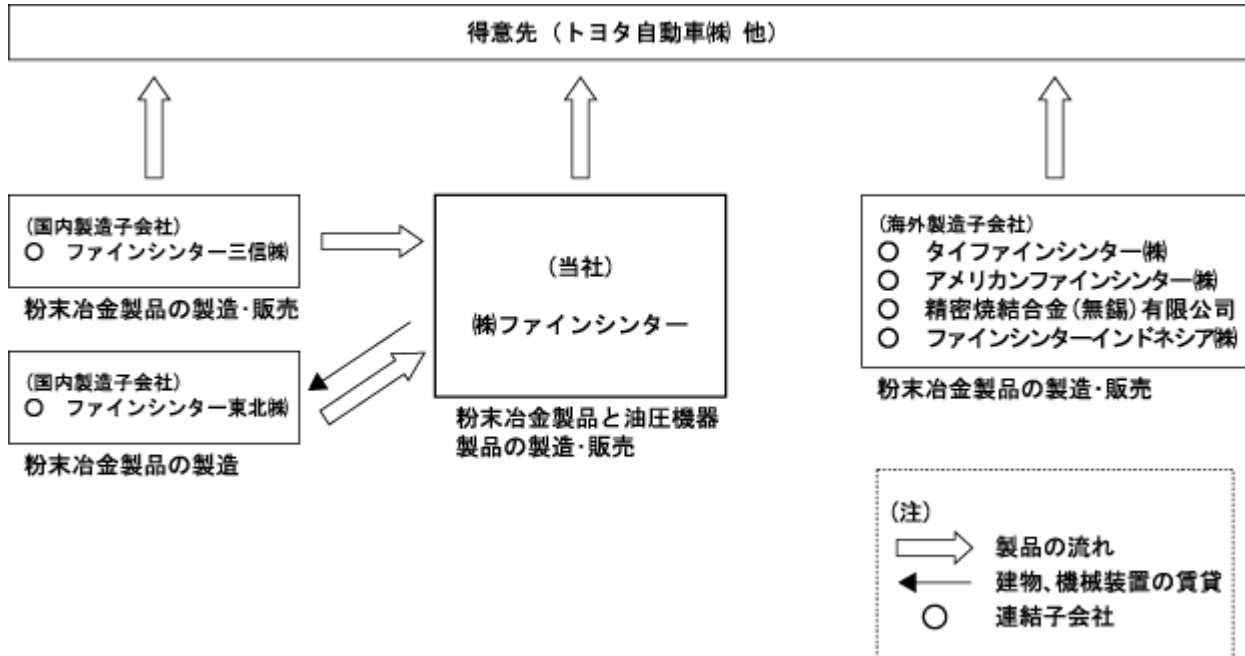 得意先（トヨタ自動車㈱ 他）
(国内製造子会社)
○ ファインシンター三信㈱
粉末冶金製品の製造･販売
(国内製造子会社)
○ ファインシンター東北㈱
粉末冶金製品の製造
(当社)
㈱ファインシンター
粉末冶金製品と油圧機器
製品の製造･販売
(海外製造子会社)
○ タイファインシンター㈱
○ アメリカンファインシンター㈱
○ 精密焼結合金(無錫)有限公司
○ ファインシンターインドネシア㈱
粉末冶金製品の製造･販売
(注)
製品の流れ
建物、機械装置の賃貸
○ 連結子会社